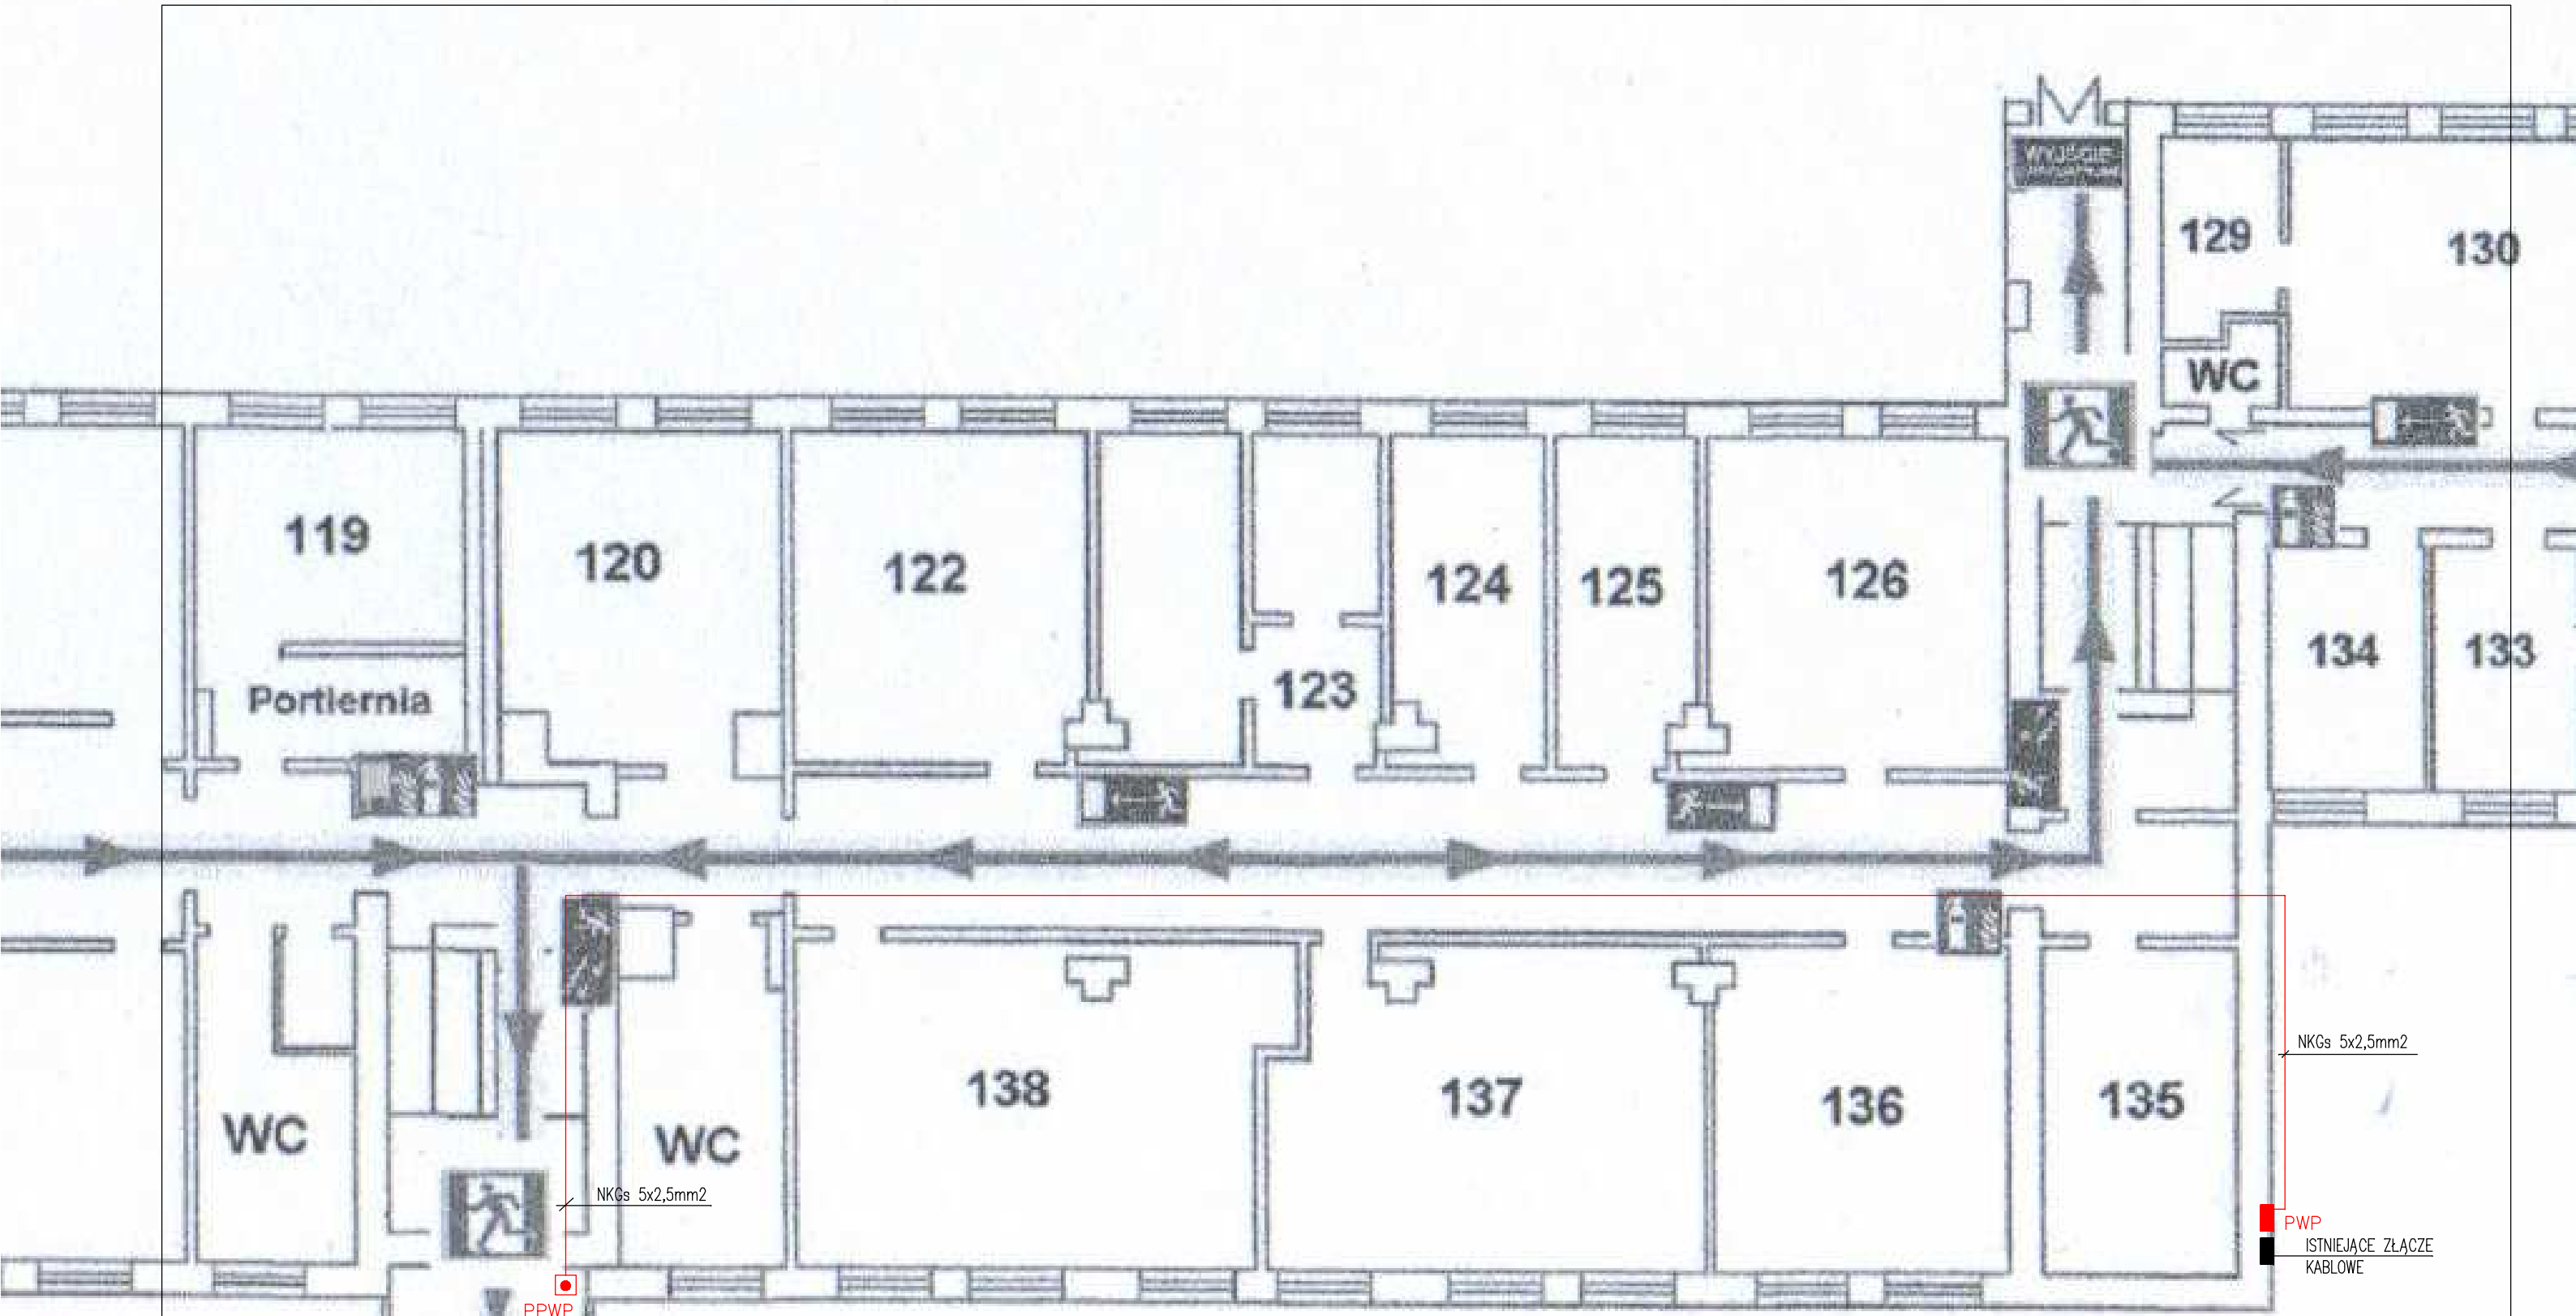 WYJŚCIE
129
130
WC
119
120
122
124
125
126
123
134
133
Portiernia
NKGs 5x2,5mm2
138
137
136
135
WC
WC
NKGs 5x2,5mm2
PWP
ISTNIEJĄCE ZŁĄCZE
KABLOWE
PPWP